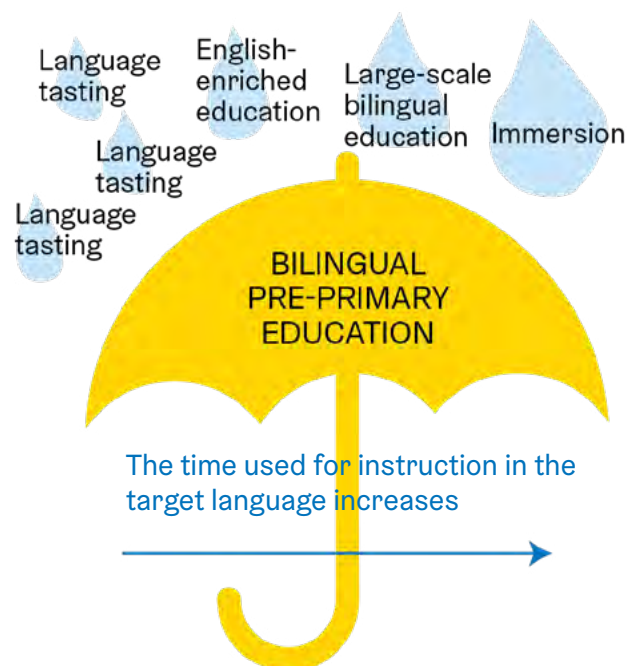 Language
tasting
Language
tasting
Language
tasting
English-
enriched
education
Large-scale
bilingual
education
Immersion
BILINGUAL
PRE-PRIMARY
EDUCATION
The time used for instruction in the
target language increases